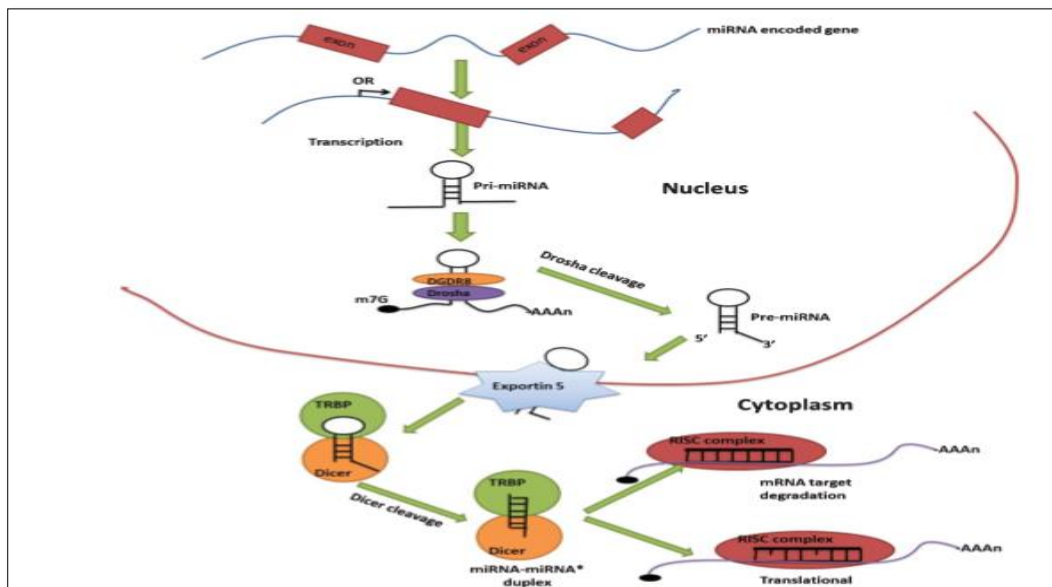 exon
exon
miRNA encoded gene
OR
Transcription
Pri-miRNA
Nucleus
DGDR8
Drosha
m7G
-AAAn
Drosha cleavage
Pre-miRNA
5'
3'
Exportin 5
Cytoplasm
TRBP
Dicer
Dicer cleavage
TRBP
Dicer
miRNA-miRNA*
duplex
RISC complex
-AAAn
mRNA target
degradation
RISC complex
-AAAn
Translational